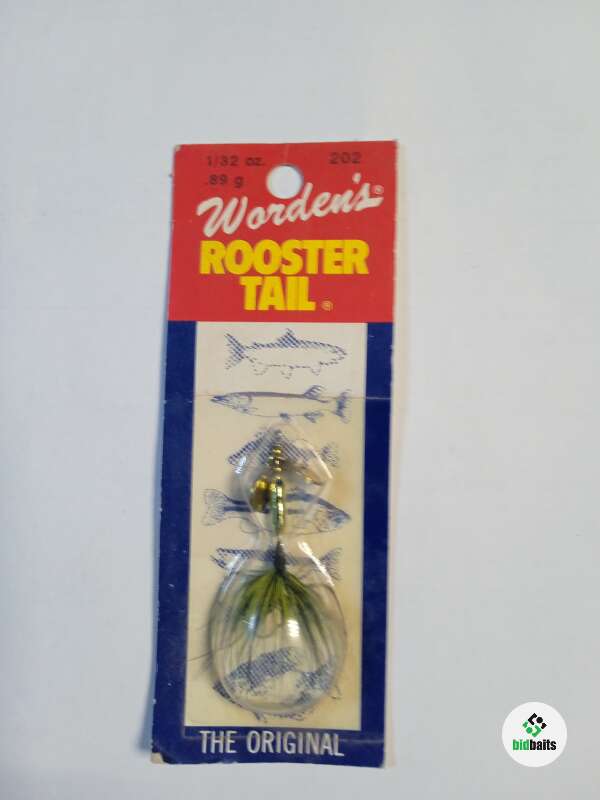 1/32 oz. 202
.89 g
Worden's®
ROOSTER
TAIL®
THE ORIGINAL
bidbaits